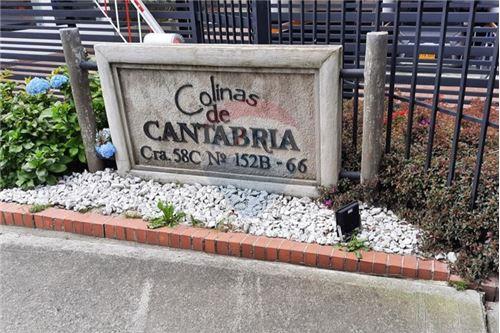 Colinas
de
CANTABRIA
Cra. 58C Nº 152B - 66